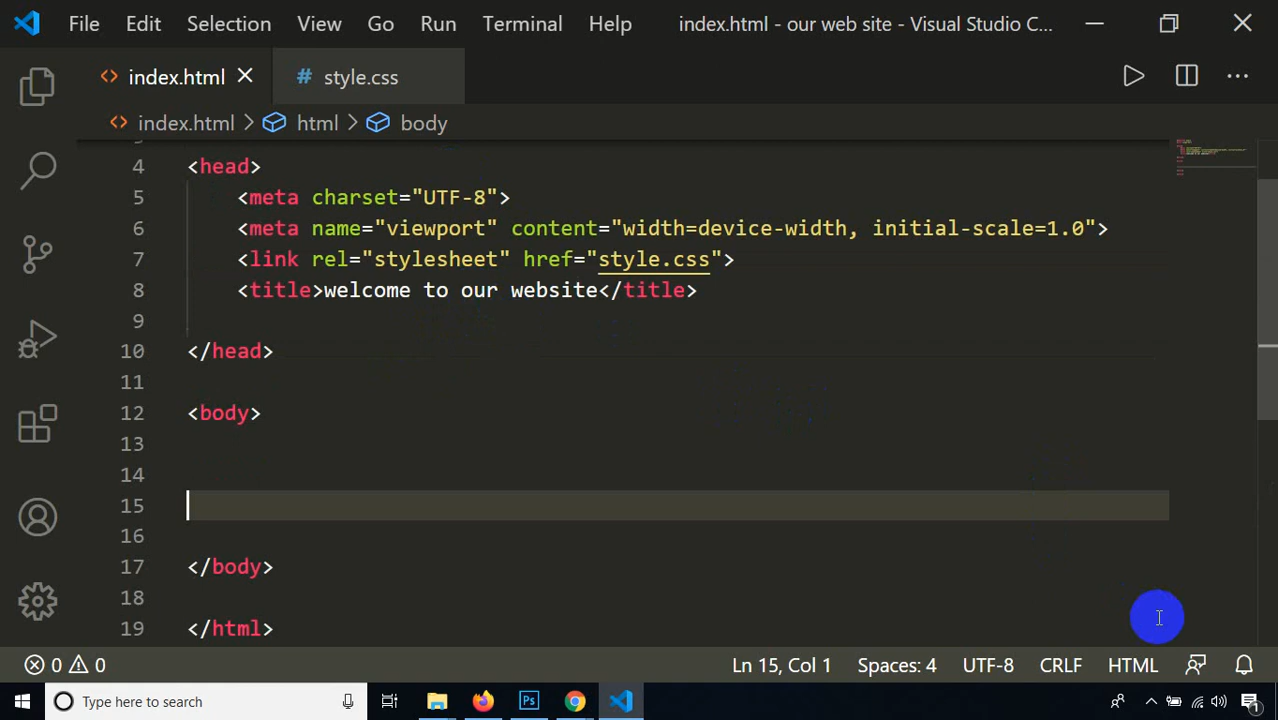 File Edit Selection View Go Run Terminal Help index.html - our web site - Visual Studio C...
index.html style.css
index.html html body
4 <head>
5 <meta charset="UTF-8">
6 <meta name="viewport" content="width=device-width, initial-scale=1.0">
7 <link rel="stylesheet" href="style.css">
8 <title>welcome to our website</title>
9
10 </head>
11
12 <body>
13
14
15
16
17 </body>
18
19 </html>
0 0 Ln 15, Col 1 Spaces: 4 UTF-8 CRLF HTML
Type here to search Ps 1